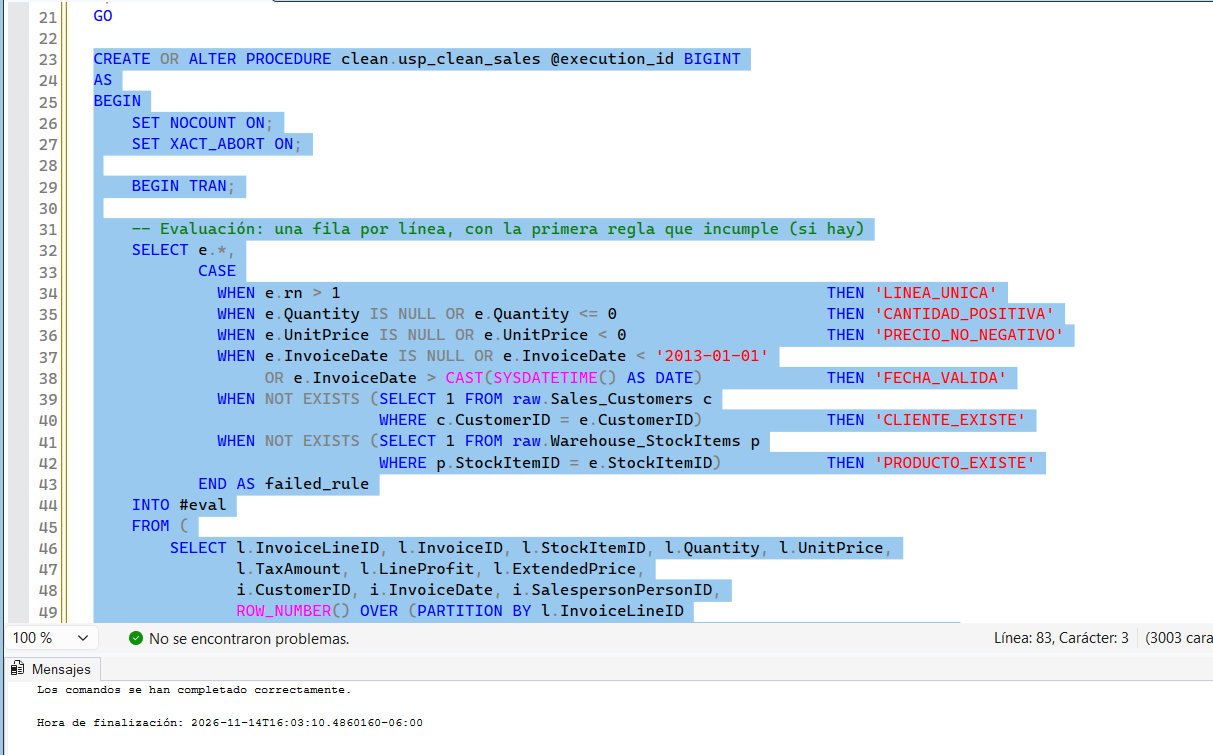 21 GO
22
23 CREATE OR ALTER PROCEDURE clean.usp_clean_sales @execution_id BIGINT
24 AS
25 BEGIN
26 SET NOCOUNT ON;
27 SET XACT_ABORT ON;
28
29 BEGIN TRAN;
30
31 -- Evaluación: una fila por línea, con la primera regla que incumple (si hay)
32 SELECT e.*,
33 CASE
34 WHEN e.rn > 1 THEN 'LINEA_UNICA'
35 WHEN e.Quantity IS NULL OR e.Quantity <= 0 THEN 'CANTIDAD_POSITIVA'
36 WHEN e.UnitPrice IS NULL OR e.UnitPrice < 0 THEN 'PRECIO_NO_NEGATIVO'
37 WHEN e.InvoiceDate IS NULL OR e.InvoiceDate < '2013-01-01'
38 OR e.InvoiceDate > CAST(SYSDATETIME() AS DATE) THEN 'FECHA_VALIDA'
39 WHEN NOT EXISTS (SELECT 1 FROM raw.Sales_Customers c
40 WHERE c.CustomerID = e.CustomerID) THEN 'CLIENTE_EXISTE'
41 WHEN NOT EXISTS (SELECT 1 FROM raw.Warehouse_StockItems p
42 WHERE p.StockItemID = e.StockItemID) THEN 'PRODUCTO_EXISTE'
43 END AS failed_rule
44 INTO #eval
45 FROM (
46 SELECT l.InvoiceLineID, l.InvoiceID, l.StockItemID, l.Quantity, l.UnitPrice,
47 l.TaxAmount, l.LineProfit, l.ExtendedPrice,
48 i.CustomerID, i.InvoiceDate, i.SalespersonPersonID,
49 ROW_NUMBER() OVER (PARTITION BY l.InvoiceLineID
100 % No se encontraron problemas. Línea: 83, Carácter: 3 (3003 cara
Mensajes
Los comandos se han completado correctamente.
Hora de finalización: 2026-11-14T16:03:10.4860160-06:00